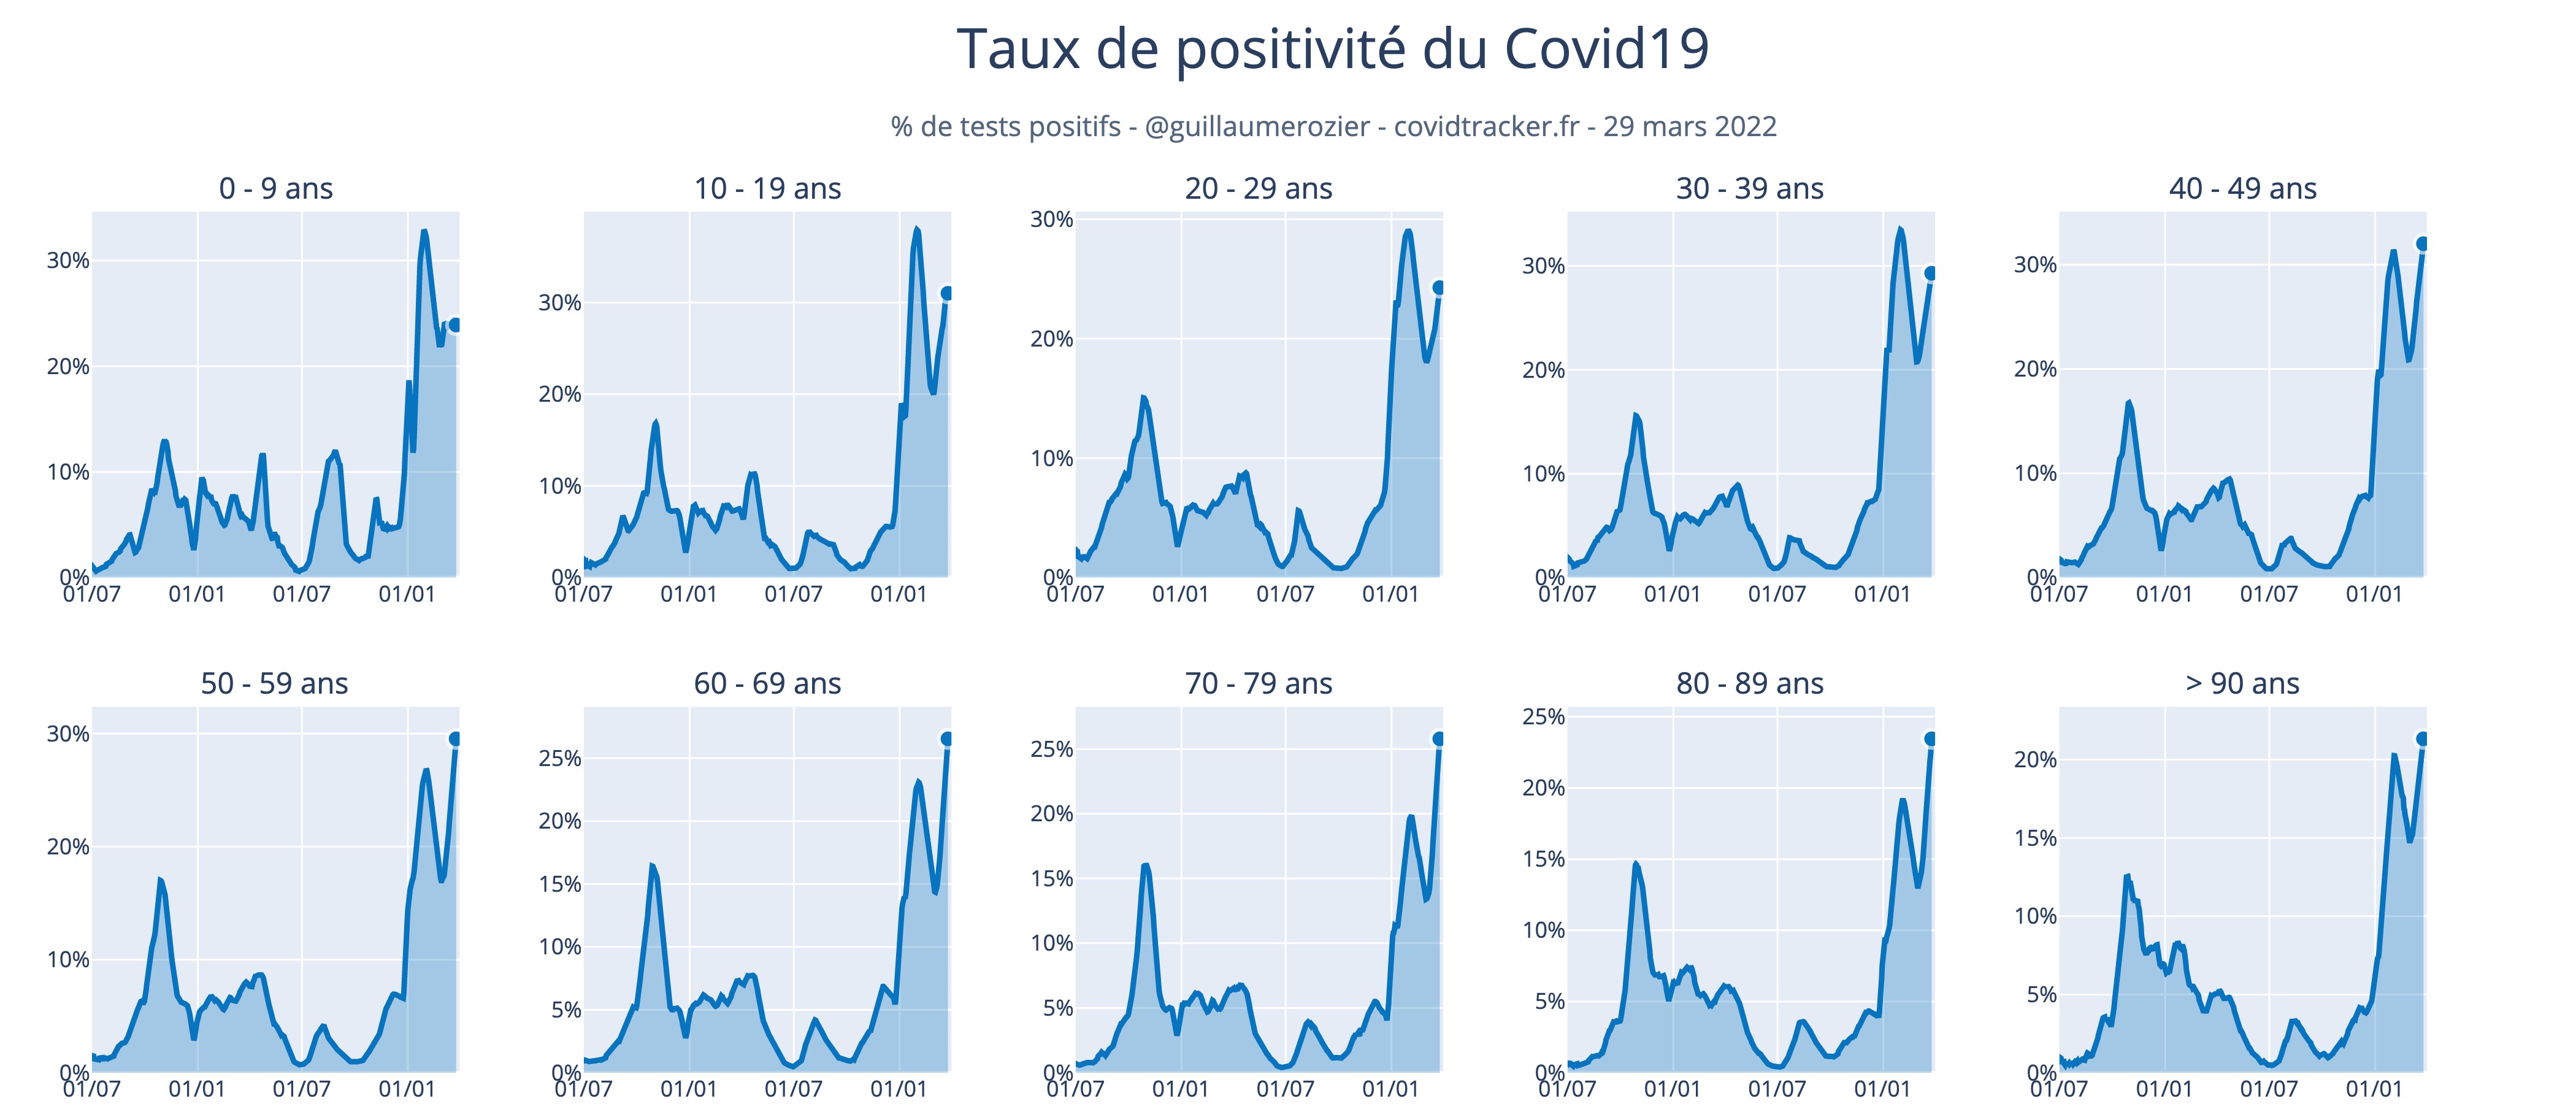 Taux de positivité du Covid19
% de tests positifs - @guillaumerozier - covidtracker.fr - 29 mars 2022
0 - 9 ans
30%
20%
10%
0%
01/07 01/01 01/07 01/01
10 - 19 ans
30%
20%
10%
0%
01/07 01/01 01/07 01/01
20 - 29 ans
30%
20%
10%
0%
01/07 01/01 01/07 01/01
30 - 39 ans
30%
20%
10%
0%
01/07 01/01 01/07 01/01
40 - 49 ans
30%
20%
10%
0%
01/07 01/01 01/07 01/01
50 - 59 ans
30%
20%
10%
0%
01/07 01/01 01/07 01/01
60 - 69 ans
25%
20%
15%
10%
5%
0%
01/07 01/01 01/07 01/01
70 - 79 ans
25%
20%
15%
10%
5%
0%
01/07 01/01 01/07 01/01
80 - 89 ans
25%
20%
15%
10%
5%
0%
01/07 01/01 01/07 01/01
> 90 ans
20%
15%
10%
5%
0%
01/07 01/01 01/07 01/01